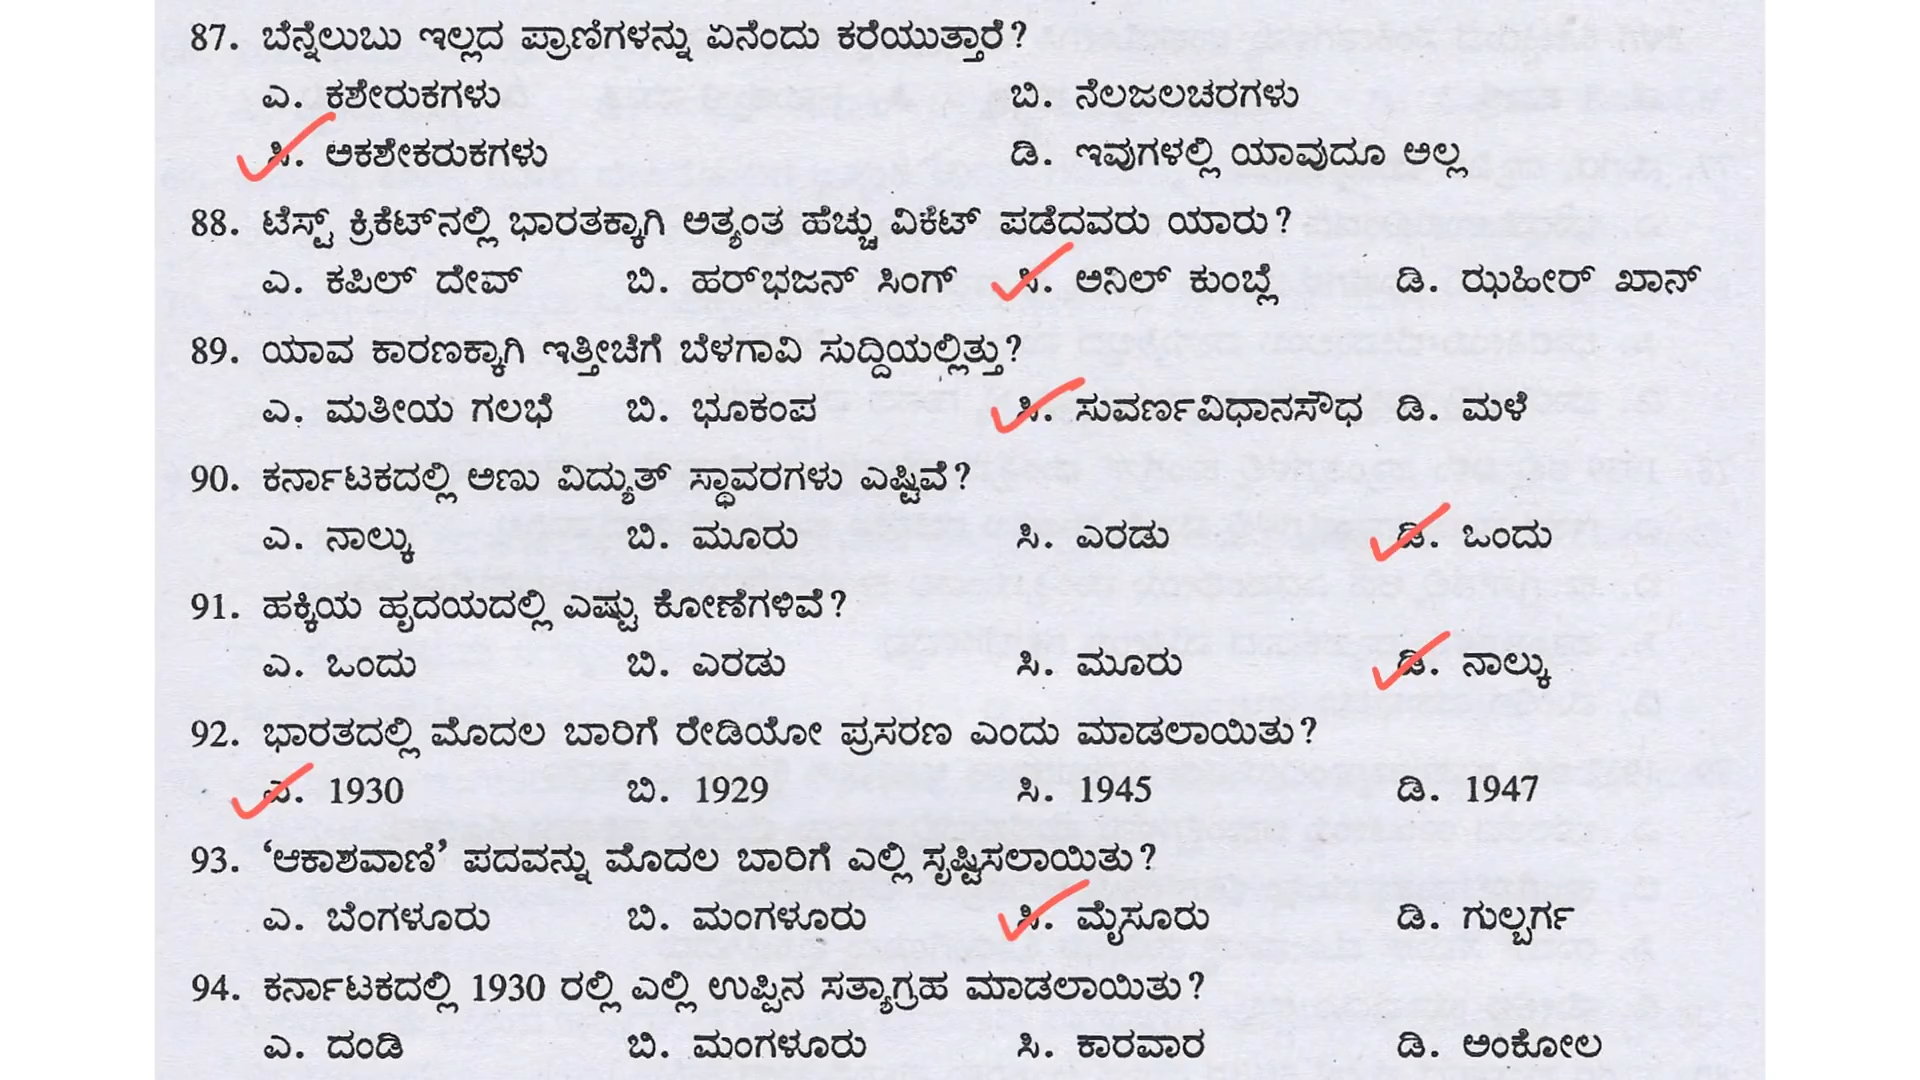 87. ಬೆನ್ನೆಲುಬು ಇಲ್ಲದ ಪ್ರಾಣಿಗಳನ್ನು ಏನೆಂದು ಕರೆಯುತ್ತಾರೆ?
ಎ. ಕಶೇರುಕಗಳು ಬಿ. ನೆಲಜಲಚರಗಳು
ಸಿ. ಅಕಶೇಕರುಕಗಳು ಡಿ. ಇವುಗಳಲ್ಲಿ ಯಾವುದೂ ಅಲ್ಲ
88. ಟೆಸ್ಟ್ ಕ್ರಿಕೆಟ್‌ನಲ್ಲಿ ಭಾರತಕ್ಕಾಗಿ ಅತ್ಯಂತ ಹೆಚ್ಚು ವಿಕೆಟ್ ಪಡೆದವರು ಯಾರು?
ಎ. ಕಪಿಲ್ ದೇವ್ ಬಿ. ಹರ್‌ಭಜನ್ ಸಿಂಗ್ ಸಿ. ಅನಿಲ್ ಕುಂಬ್ಳೆ ಡಿ. ಝಹೀರ್ ಖಾನ್
89. ಯಾವ ಕಾರಣಕ್ಕಾಗಿ ಇತ್ತೀಚೆಗೆ ಬೆಳಗಾವಿ ಸುದ್ದಿಯಲ್ಲಿತ್ತು?
ಎ. ಮತೀಯ ಗಲಭೆ ಬಿ. ಭೂಕಂಪ ಸಿ. ಸುವರ್ಣವಿಧಾನಸೌಧ ಡಿ. ಮಳೆ
90. ಕರ್ನಾಟಕದಲ್ಲಿ ಅಣು ವಿದ್ಯುತ್ ಸ್ಥಾವರಗಳು ಎಷ್ಟಿವೆ?
ಎ. ನಾಲ್ಕು ಬಿ. ಮೂರು ಸಿ. ಎರಡು ಡಿ. ಒಂದು
91. ಹಕ್ಕಿಯ ಹೃದಯದಲ್ಲಿ ಎಷ್ಟು ಕೋಣೆಗಳಿವೆ?
ಎ. ಒಂದು ಬಿ. ಎರಡು ಸಿ. ಮೂರು ಡಿ. ನಾಲ್ಕು
92. ಭಾರತದಲ್ಲಿ ಮೊದಲ ಬಾರಿಗೆ ರೇಡಿಯೋ ಪ್ರಸರಣ ಎಂದು ಮಾಡಲಾಯಿತು?
ಎ. 1930 ಬಿ. 1929 ಸಿ. 1945 ಡಿ. 1947
93. ‘ಆಕಾಶವಾಣಿ’ ಪದವನ್ನು ಮೊದಲ ಬಾರಿಗೆ ಎಲ್ಲಿ ಸೃಷ್ಟಿಸಲಾಯಿತು?
ಎ. ಬೆಂಗಳೂರು ಬಿ. ಮಂಗಳೂರು ಸಿ. ಮೈಸೂರು ಡಿ. ಗುಲ್ಬರ್ಗ
94. ಕರ್ನಾಟಕದಲ್ಲಿ 1930 ರಲ್ಲಿ ಎಲ್ಲಿ ಉಪ್ಪಿನ ಸತ್ಯಾಗ್ರಹ ಮಾಡಲಾಯಿತು?
ಎ. ದಂಡಿ ಬಿ. ಮಂಗಳೂರು ಸಿ. ಕಾರವಾರ ಡಿ. ಅಂಕೋಲ